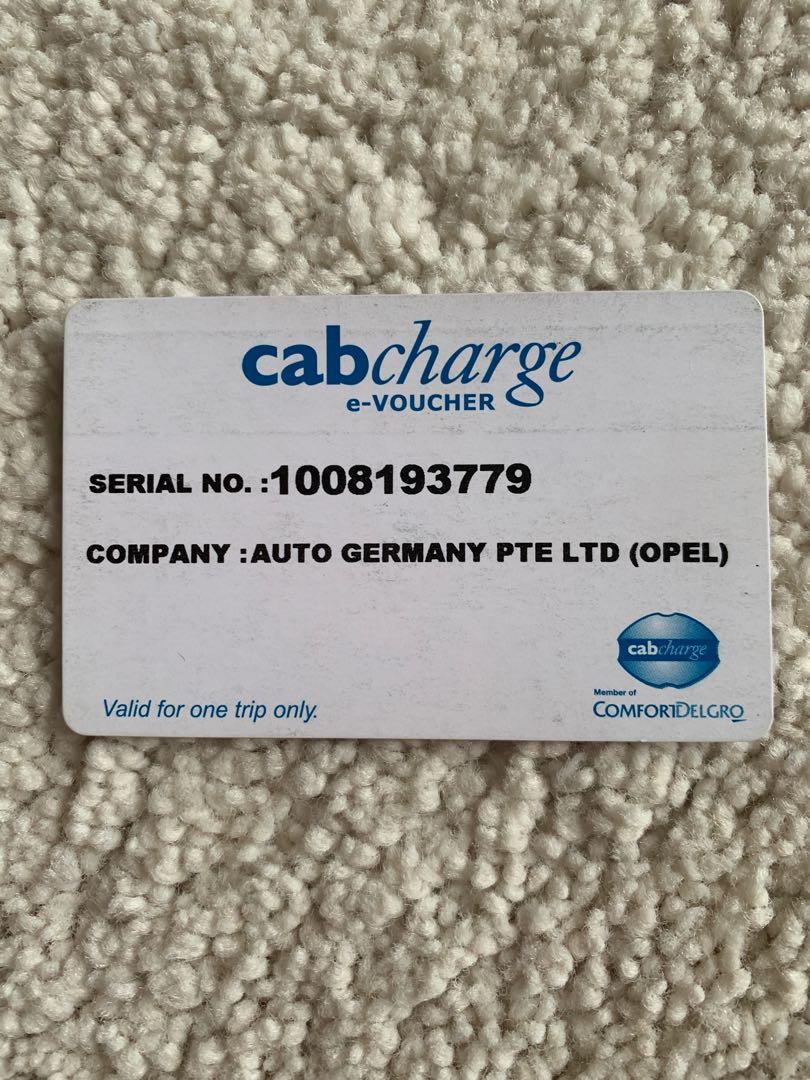 cabcharge
e-VOUCHER
SERIAL NO. :1008193779
COMPANY :AUTO GERMANY PTE LTD (OPEL)
cabcharge
Valid for one trip only.
Member of
COMFORTDELGRO